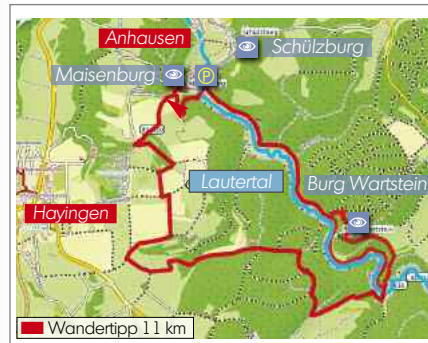 Anhausen
Schülzburg
Maisenburg
P
Lautertal
Burg Wartstein
Hayingen
Wandertipp 11 km